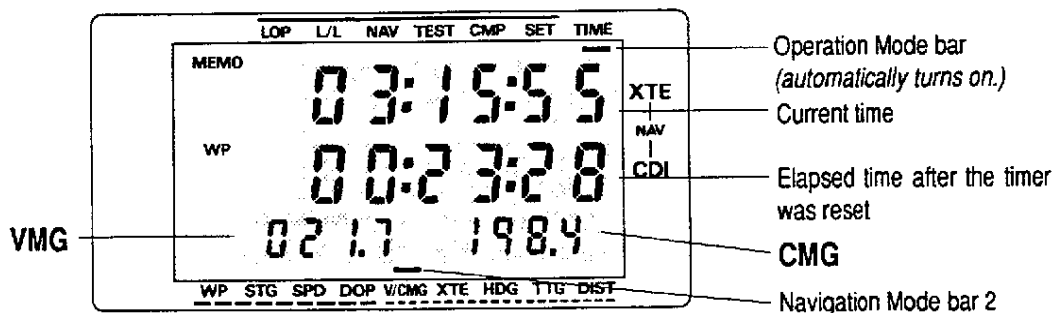 LOP L/L NAV TEST CMP SET TIME
Operation Mode bar
(automatically turns on.)
MEMO
03:15:55
XTE
Current time
NAV
WP
00:23:28
CDI
Elapsed time after the timer
was reset
VMG
021.7 198.4
CMG
WP STG SPD DOP V/CMG XTE HDG TTG DIST
Navigation Mode bar 2